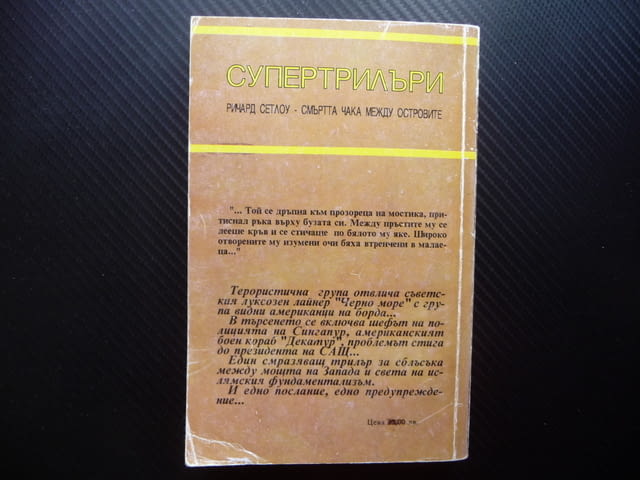 СУПЕРТРИЛЪРИ
РИЧАРД СЕТЛОУ - СМЪРТТА ЧАКА МЕЖДУ ОСТРОВИТЕ
"... Той се дръпна към прозореца на мостика, при-
тиснал ръка върху бузата си. Между пръстите му се
лееше кръв и се стичаше по бялото му яке. Широко
отворените му изумени очи бяха втренчени в малае-
ца..."
Терористична група отвлича съветс-
кия луксозен лайнер "Черно море" с гру-
па видни американци на борда...
В търсенето се включва шефът на по-
лицията на Сингапур, американският
боен кораб "Декатур", проблемът стига
до президента на САЩ...
Един смразяващ трилър за сблъсъка
между мощта на Запада и света на ис-
лямския фундаментализъм.
И едно послание, едно предупрежде-
ние...
Цена лв.